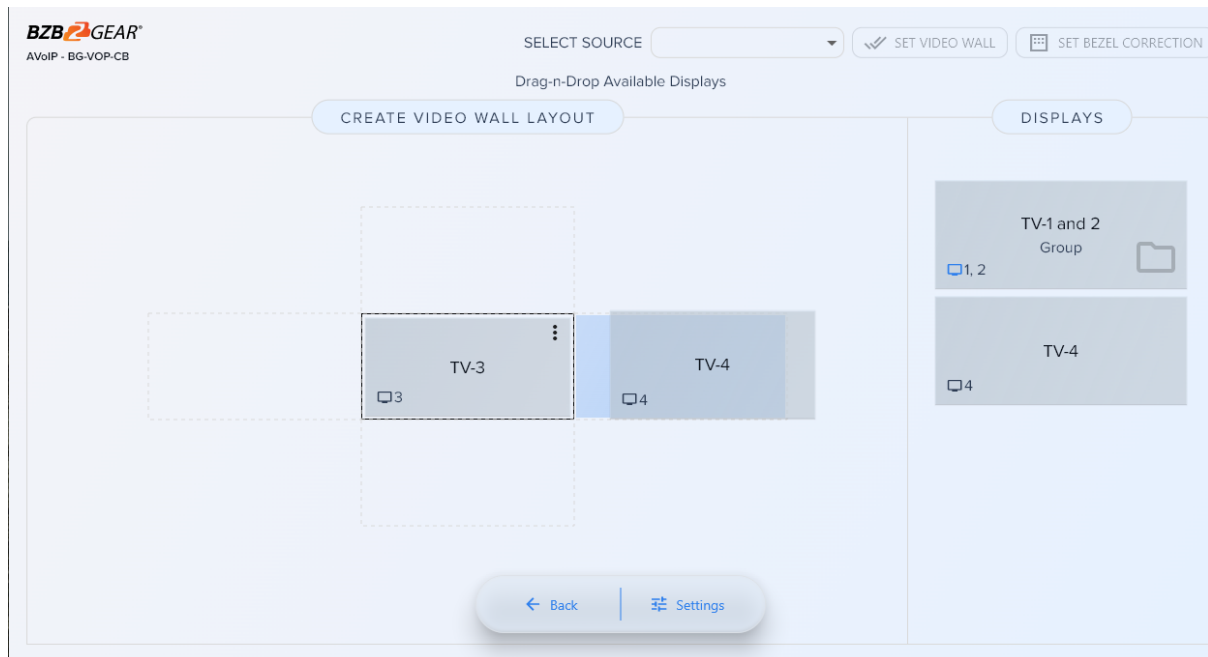 BZBGEAR®
AVoIP - BG-VOP-CB
SELECT SOURCE
SET VIDEO WALL
SET BEZEL CORRECTION
Drag-n-Drop Available Displays
CREATE VIDEO WALL LAYOUT
DISPLAYS
TV-1 and 2
Group
1, 2
TV-3
3
TV-4
4
TV-4
4
Back
Settings